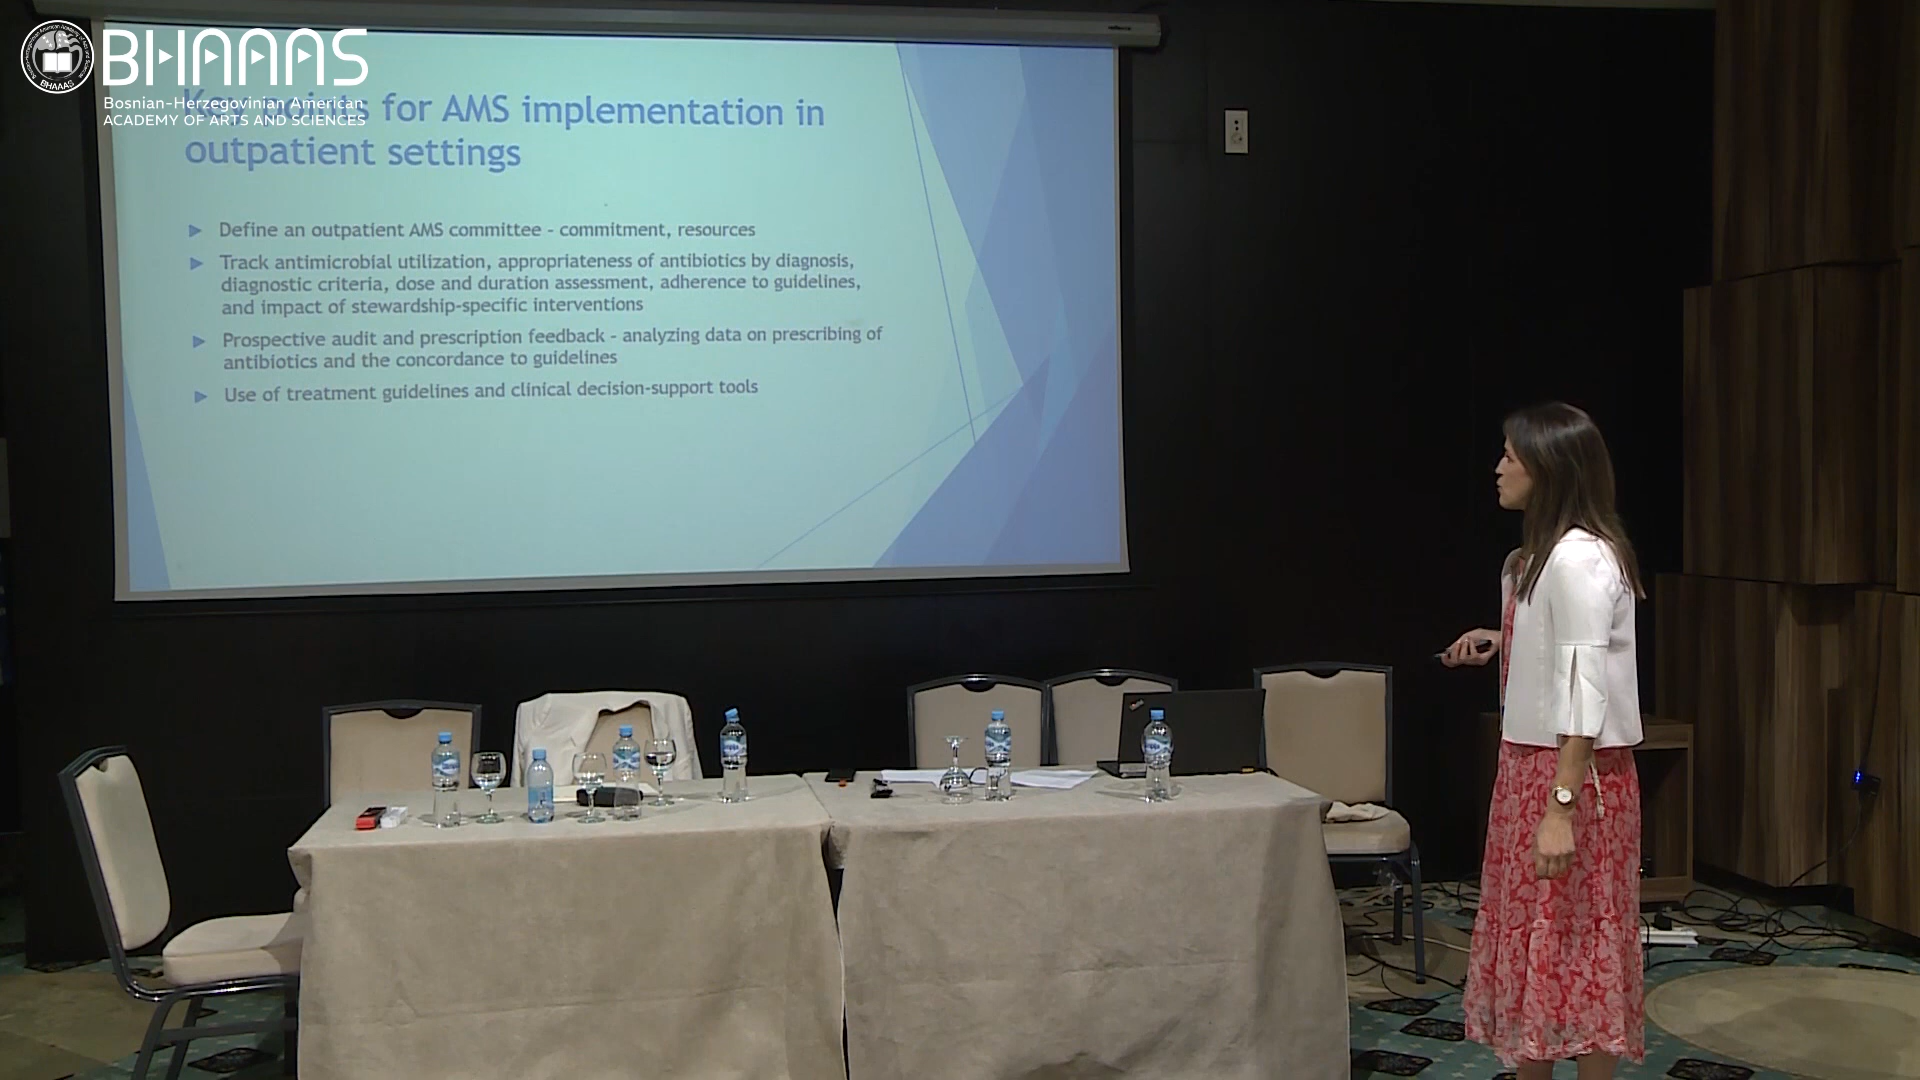 BHAAAS
Bosnian-Herzegovinian American
ACADEMY OF ARTS AND SCIENCES
BHAAAS
Key points for AMS implementation in
outpatient settings
Define an outpatient AMS committee - commitment, resources
Track antimicrobial utilization, appropriateness of antibiotics by diagnosis,
diagnostic criteria, dose and duration assessment, adherence to guidelines,
and impact of stewardship-specific interventions
Prospective audit and prescription feedback - analyzing data on prescribing of
antibiotics and the concordance to guidelines
Use of treatment guidelines and clinical decision-support tools